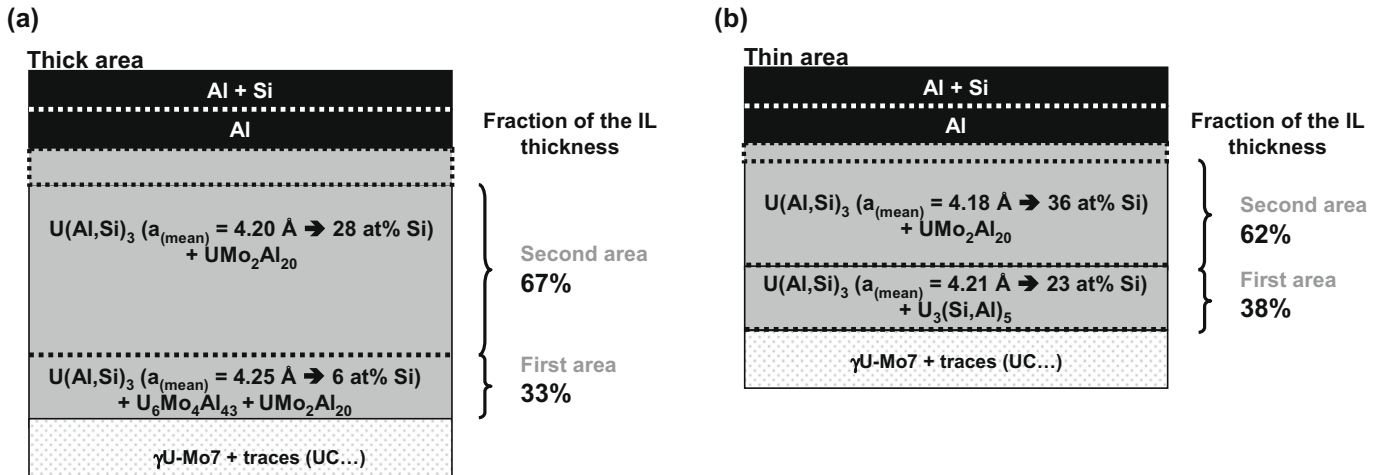 (a)
Thick area
Al + Si
Al
Fraction of the IL
thickness
U(Al,Si)3 (a(mean) = 4.20 Å ➔ 28 at% Si)
+ UMo2Al20
Second area
67%
U(Al,Si)3 (a(mean) = 4.25 Å ➔ 6 at% Si)
+ U6Mo4Al43 + UMo2Al20
First area
33%
γU-Mo7 + traces (UC...)
(b)
Thin area
Al + Si
Al
Fraction of the IL
thickness
U(Al,Si)3 (a(mean) = 4.18 Å ➔ 36 at% Si)
+ UMo2Al20
Second area
62%
U(Al,Si)3 (a(mean) = 4.21 Å ➔ 23 at% Si)
+ U3(Si,Al)5
First area
38%
γU-Mo7 + traces (UC...)